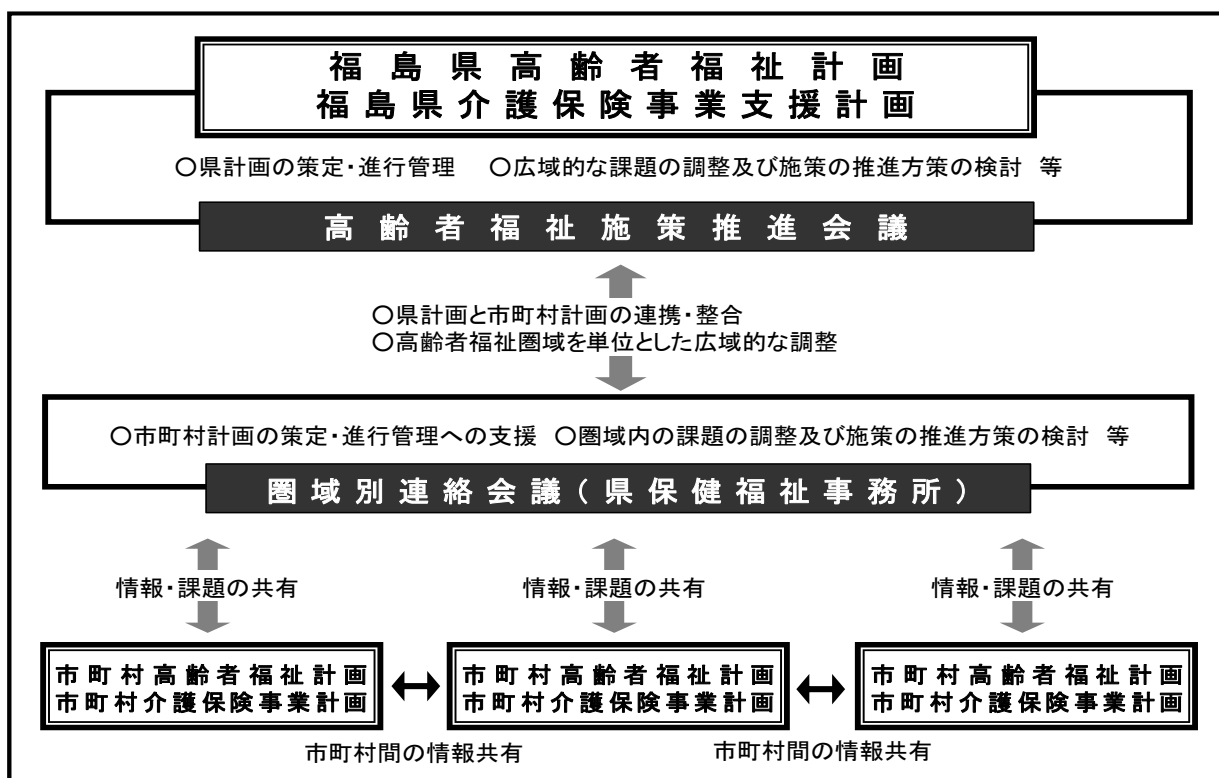 福島県高齢者福祉計画
福島県介護保険事業支援計画
○県計画の策定・進行管理　○広域的な課題の調整及び施策の推進方策の検討　等
高齢者福祉施策推進会議
○県計画と市町村計画の連携・整合
○高齢者福祉圏域を単位とした広域的な調整
○市町村計画の策定・進行管理への支援　○圏域内の課題の調整及び施策の推進方策の検討　等
圏域別連絡会議(県保健福祉事務所)
情報・課題の共有
情報・課題の共有
情報・課題の共有
市町村高齢者福祉計画
市町村介護保険事業計画
市町村高齢者福祉計画
市町村介護保険事業計画
市町村高齢者福祉計画
市町村介護保険事業計画
市町村間の情報共有
市町村間の情報共有